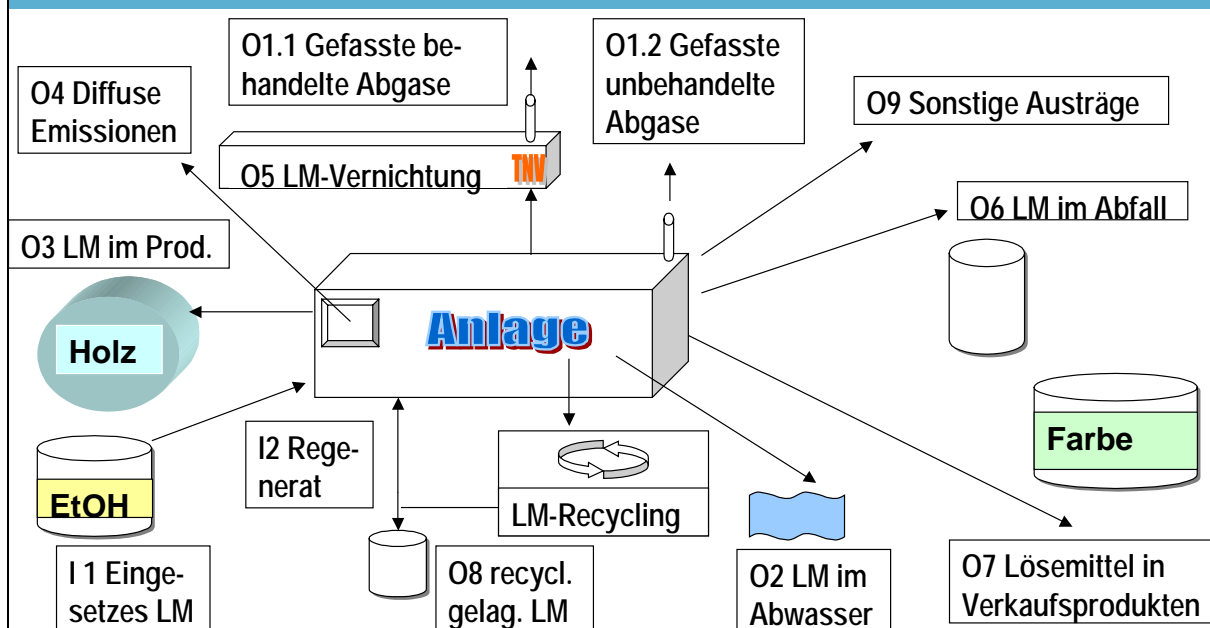 O1.1 Gefasste be-
handelte Abgase
O1.2 Gefasste
unbehandelte
Abgase
O4 Diffuse
Emissionen
O9 Sonstige Austräge
O5 LM-Vernichtung
TNV
O6 LM im Abfall
O3 LM im Prod.
Anlage
Holz
Farbe
I2 Rege-
nerat
EtOH
LM-Recycling
I 1 Einge-
setzes LM
O8 recycl.
gelag. LM
O2 LM im
Abwasser
O7 Lösemittel in
Verkaufsprodukten